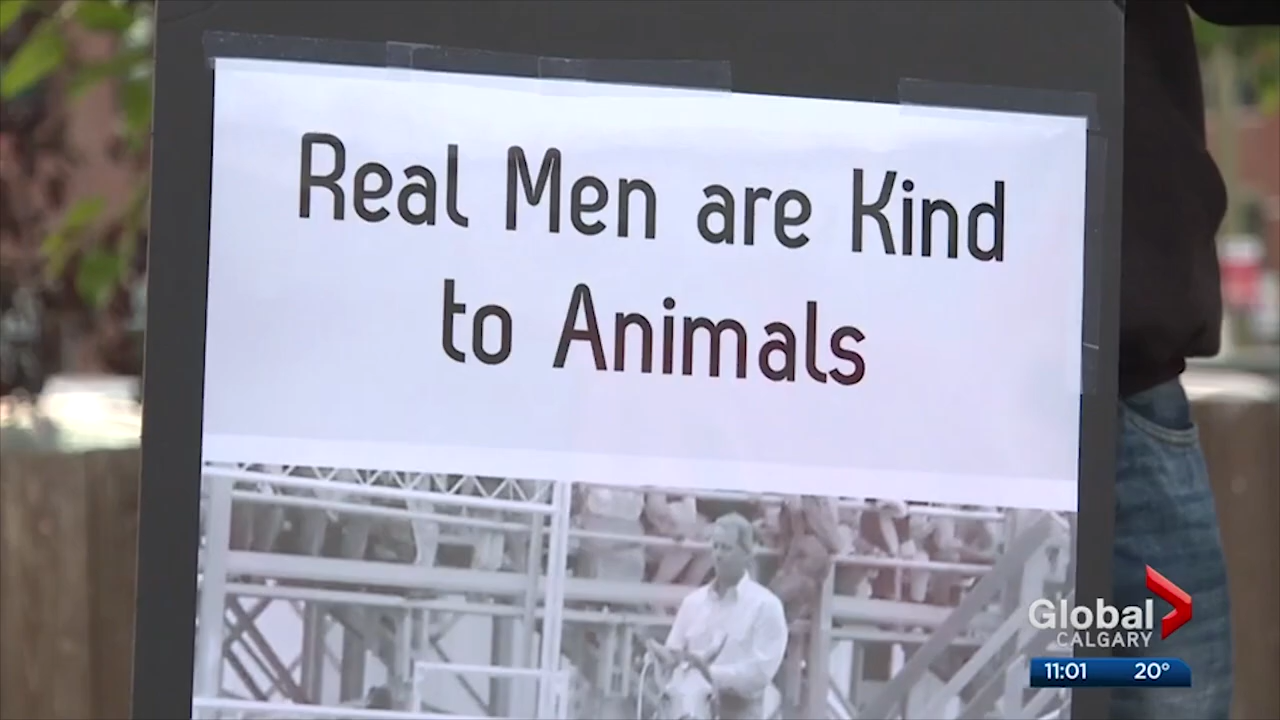 Real Men are Kind
to Animals
Global
CALGARY
11:01 20°